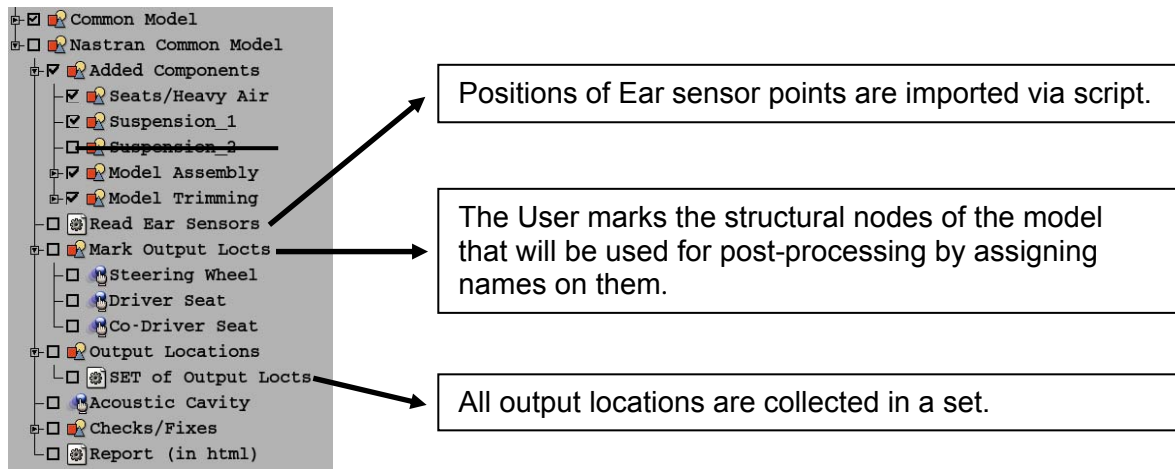 Common Model
Nastran Common Model
Added Components
Seats/Heavy Air
Suspension_1
Suspension_2
Model Assembly
Model Trimming
Read Ear Sensors
Mark Output Locts
Steering Wheel
Driver Seat
Co-Driver Seat
Output Locations
SET of Output Locts
Acoustic Cavity
Checks/Fixes
Report (in html)
Positions of Ear sensor points are imported via script.
The User marks the structural nodes of the model
that will be used for post-processing by assigning
names on them.
All output locations are collected in a set.